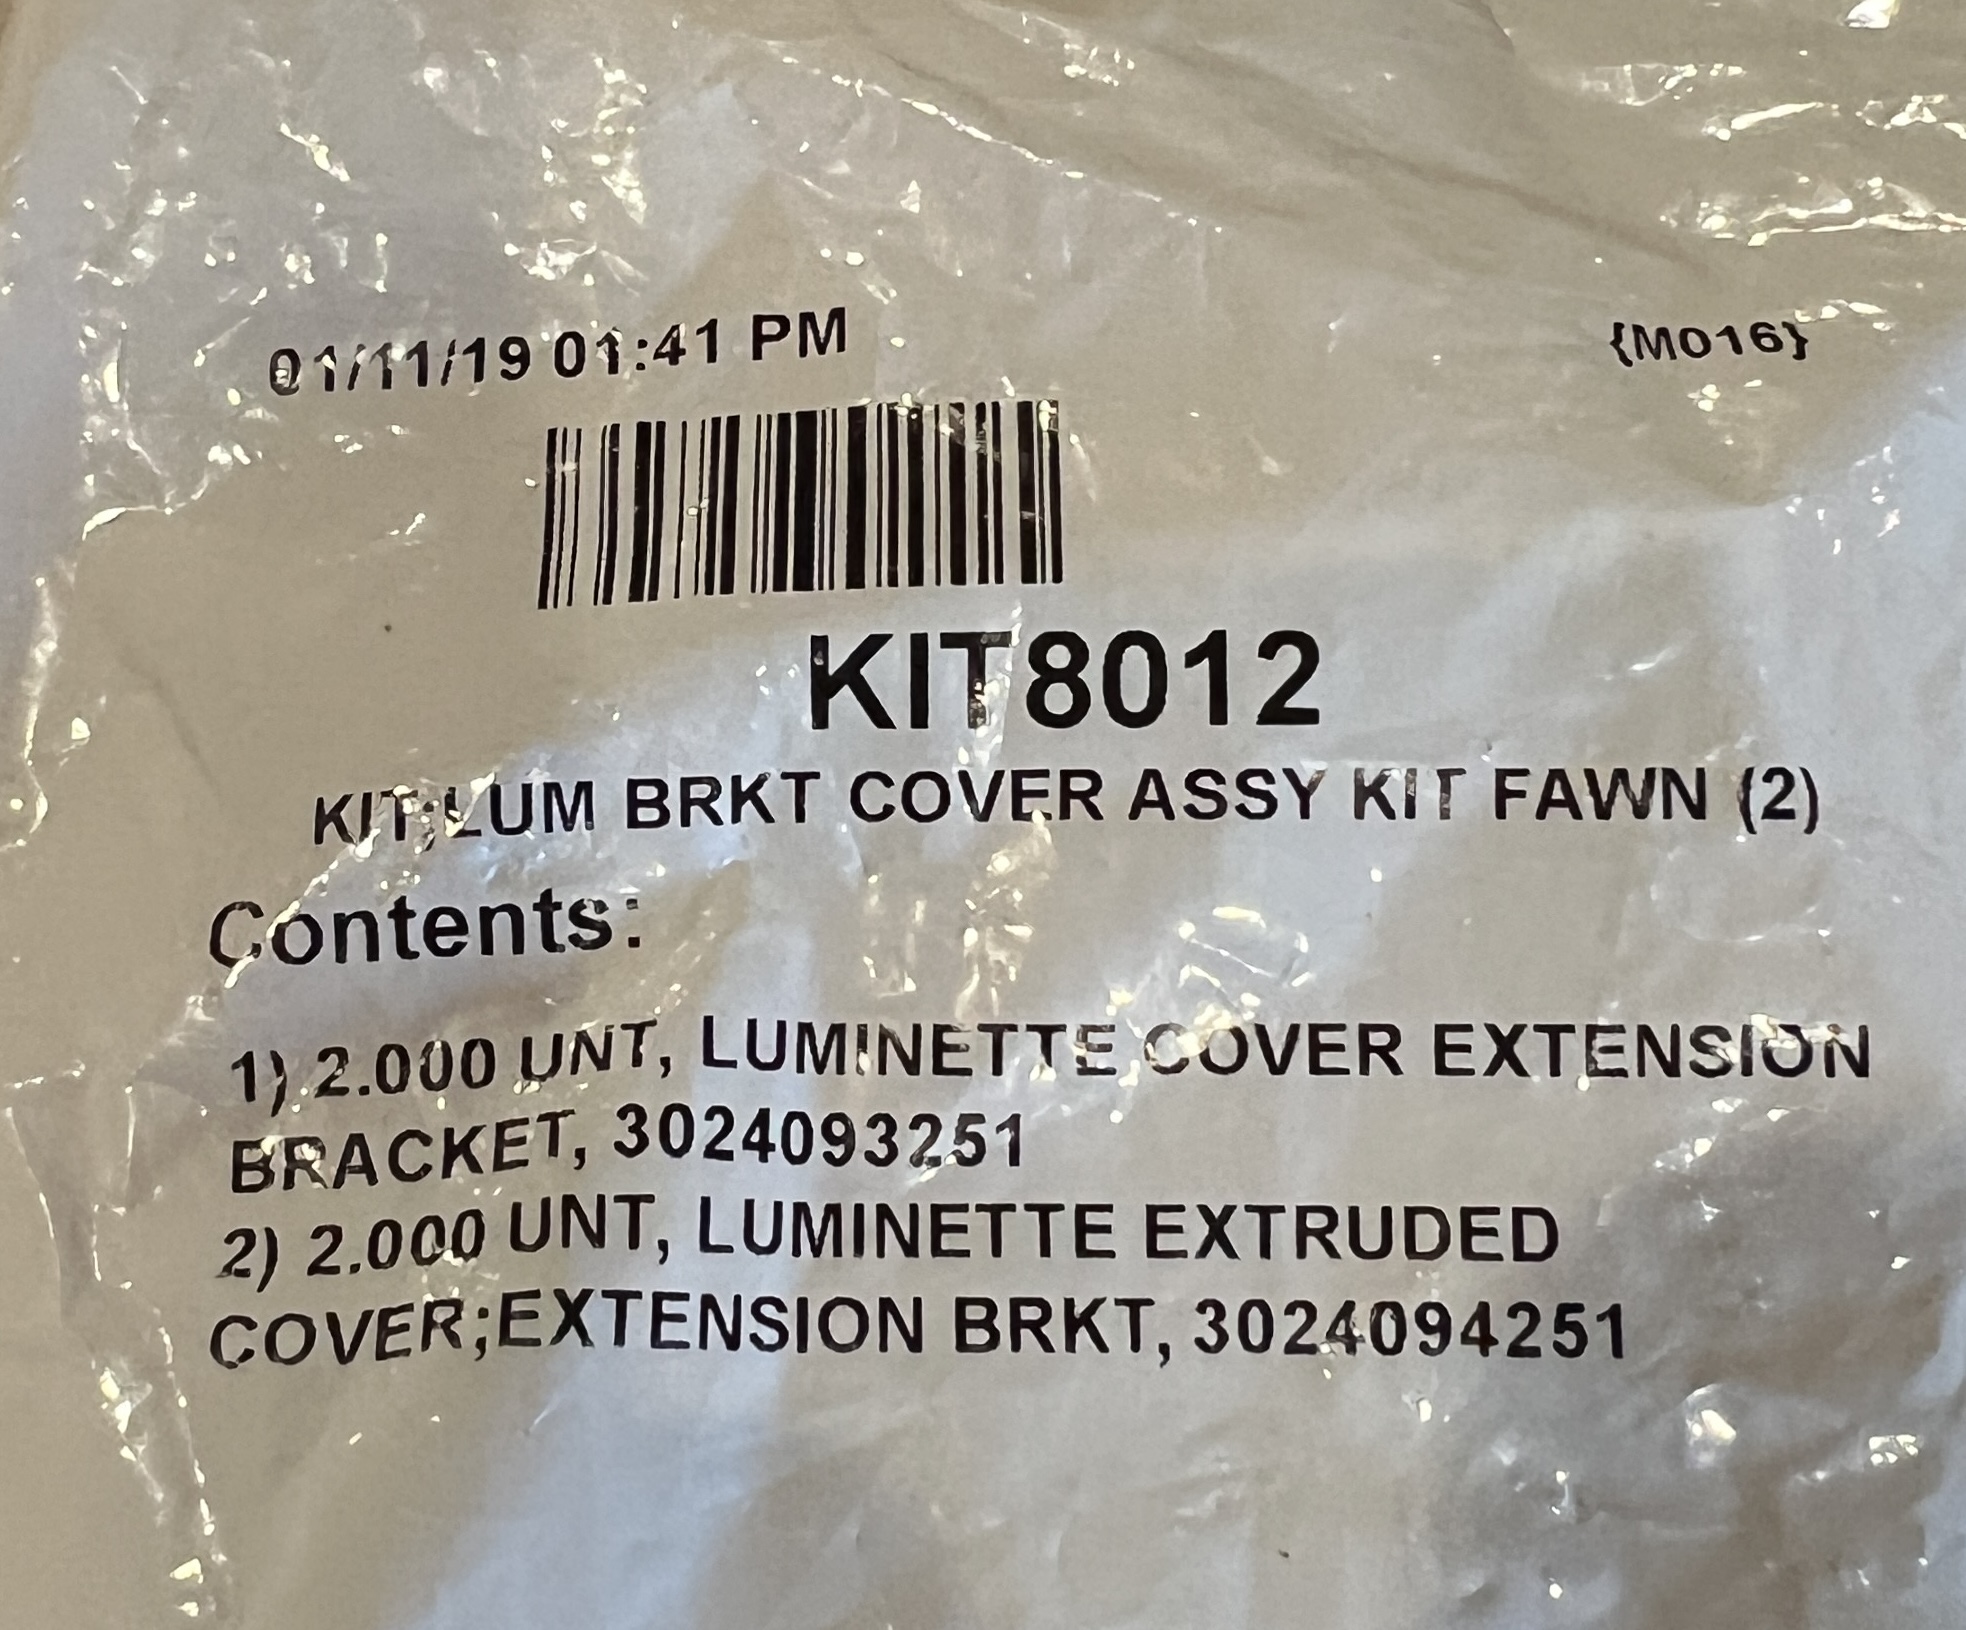 01/11/19 01:41 PM {M016}
KIT8012
KIT;LUM BRKT COVER ASSY KIT FAWN (2)
Contents:
1) 2.000 UNT, LUMINETTE COVER EXTENSION
BRACKET, 3024093251
2) 2.000 UNT, LUMINETTE EXTRUDED
COVER;EXTENSION BRKT, 3024094251